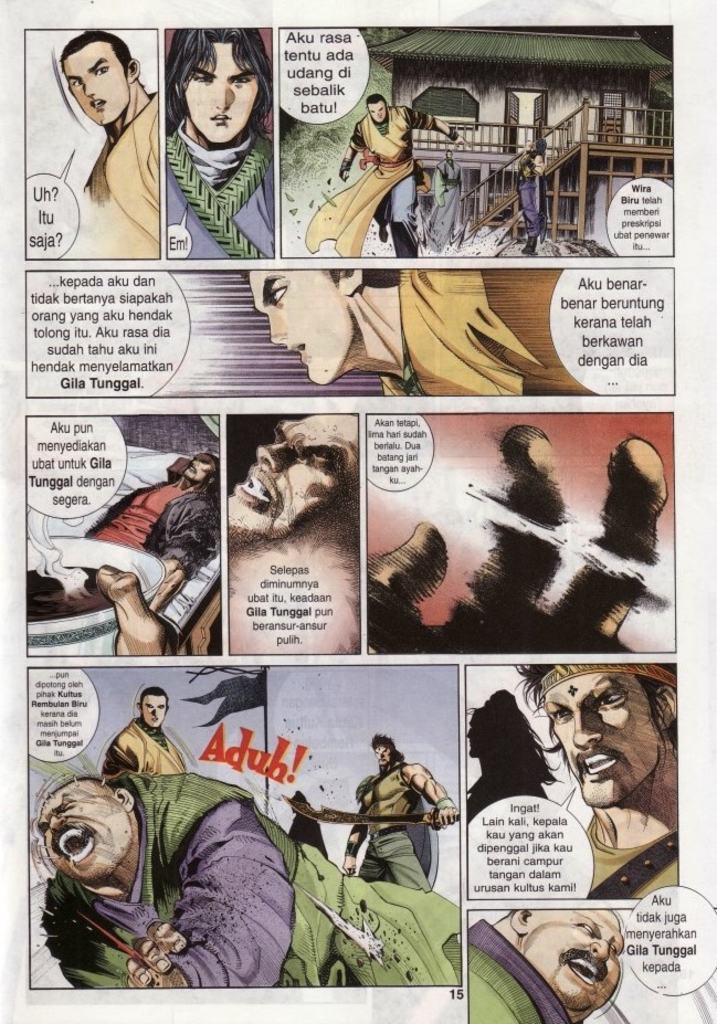 Uh?
Itu
saja?
Em!
Aku rasa
tentu ada
udang di
sebalik
batu!
Wira
Biru telah
memberi
preskripsi
ubat penewar
itu...
...kepada aku dan
tidak bertanya siapakah
orang yang aku hendak
tolong itu. Aku rasa dia
sudah tahu aku ini
hendak menyelamatkan
Gila Tunggal.
Aku benar-
benar beruntung
kerana telah
berkawan
dengan dia
...
Aku pun
menyediakan
ubat untuk Gila
Tunggal dengan
segera.
Selepas
diminumnya
ubat itu, keadaan
Gila Tunggal pun
beransur-ansur
pulih.
Akan tetapi,
lima hari sudah
berlalu. Dua
batang jari
tangan ayah-
ku...
...pun
dipotong oleh
pihak Kultus
Rembulan Biru
kerana dia
masih belum
menjumpai
Gila Tunggal
itu.
Aduh!
Ingat!
Lain kali, kepala
kau yang akan
dipenggal jika kau
berani campur
tangan dalam
urusan kultus kami!
Aku
tidak juga
menyerahkan
Gila Tunggal
kepada
...
15